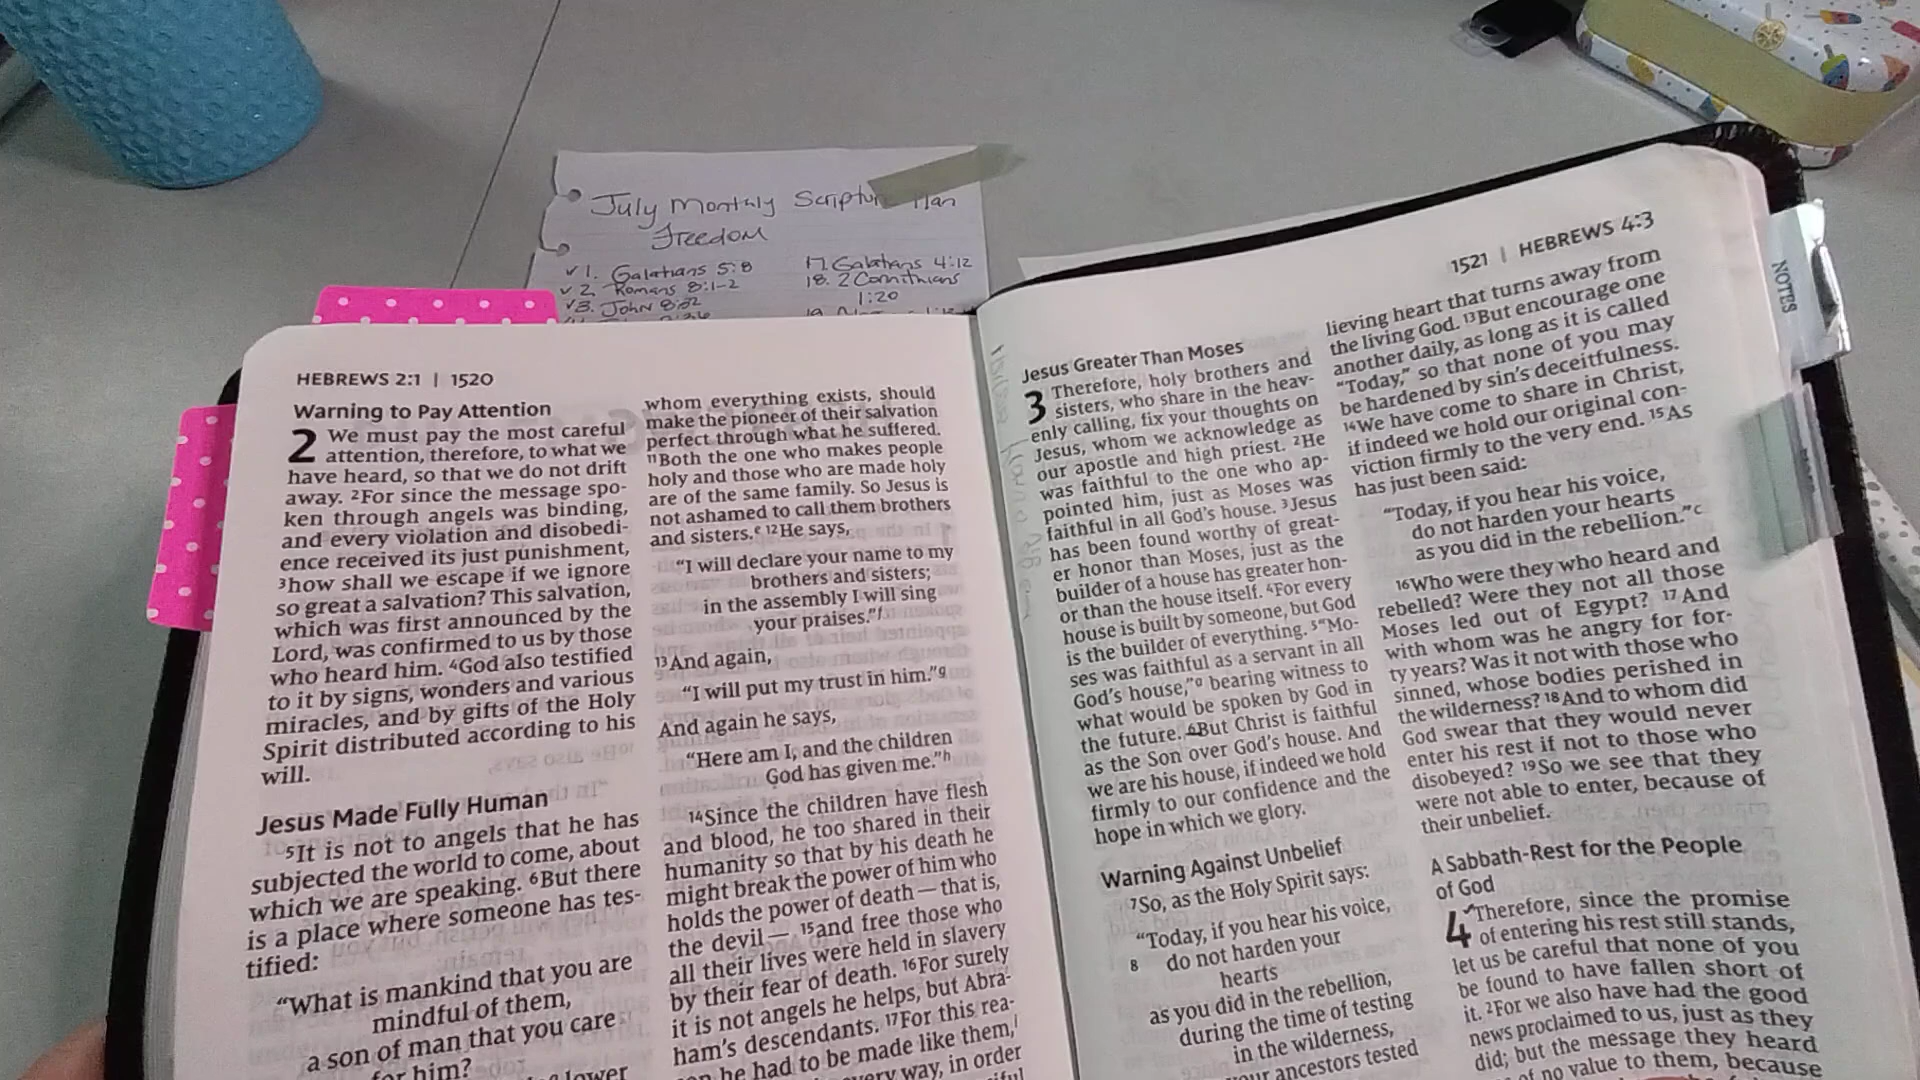 July Monthly Scripture Plan
Freedom
✓1. Galatians 5:8
✓2. Romans 8:1-2
✓3. John 8:32
17. Galatians 4:12
18. 2 Corinthians
1:20
NOTES
HEBREWS 2:1 | 1520
Warning to Pay Attention
2 We must pay the most careful
attention, therefore, to what we
have heard, so that we do not drift
away. 2For since the message spo-
ken through angels was binding,
and every violation and disobedi-
ence received its just punishment,
3how shall we escape if we ignore
so great a salvation? This salvation,
which was first announced by the
Lord, was confirmed to us by those
who heard him. 4God also testified
to it by signs, wonders and various
miracles, and by gifts of the Holy
Spirit distributed according to his
will.
Jesus Made Fully Human
5It is not to angels that he has
subjected the world to come, about
which we are speaking. 6But there
is a place where someone has tes-
tified:
“What is mankind that you are
mindful of them,
a son of man that you care
for him?
lower
whom everything exists, should
make the pioneer of their salvation
perfect through what he suffered.
11Both the one who makes people
holy and those who are made holy
are of the same family. So Jesus is
not ashamed to call them brothers
and sisters.e 12He says,
“I will declare your name to my
brothers and sisters;
in the assembly I will sing
your praises.”f
13And again,
“I will put my trust in him.”g
And again he says,
“Here am I, and the children
God has given me.”h
14Since the children have flesh
and blood, he too shared in their
humanity so that by his death he
might break the power of him who
holds the power of death — that is,
the devil — 15and free those who
all their lives were held in slavery
by their fear of death. 16For surely
it is not angels he helps, but Abra-
ham’s descendants. 17For this rea-
son he had to be made like them,i
every way, in order
1521 | HEBREWS 4:3
Jesus Greater Than Moses
3 Therefore, holy brothers and
sisters, who share in the heav-
enly calling, fix your thoughts on
Jesus, whom we acknowledge as
our apostle and high priest. 2He
was faithful to the one who ap-
pointed him, just as Moses was
faithful in all God’s house. 3Jesus
has been found worthy of great-
er honor than Moses, just as the
builder of a house has greater hon-
or than the house itself. 4For every
house is built by someone, but God
is the builder of everything. 5“Mo-
ses was faithful as a servant in all
God’s house,”a bearing witness to
what would be spoken by God in
the future. 6But Christ is faithful
as the Son over God’s house. And
we are his house, if indeed we hold
firmly to our confidence and the
hope in which we glory.
Warning Against Unbelief
7So, as the Holy Spirit says:
“Today, if you hear his voice,
8 do not harden your
hearts
as you did in the rebellion,
during the time of testing
in the wilderness,
your ancestors tested
lieving heart that turns away from
the living God. 13But encourage one
another daily, as long as it is called
“Today,” so that none of you may
be hardened by sin’s deceitfulness.
14We have come to share in Christ,
if indeed we hold our original con-
viction firmly to the very end. 15As
has just been said:
“Today, if you hear his voice,
do not harden your hearts
as you did in the rebellion.”c
16Who were they who heard and
rebelled? Were they not all those
Moses led out of Egypt? 17And
with whom was he angry for for-
ty years? Was it not with those who
sinned, whose bodies perished in
the wilderness? 18And to whom did
God swear that they would never
enter his rest if not to those who
disobeyed? 19So we see that they
were not able to enter, because of
their unbelief.
A Sabbath-Rest for the People
of God
4 Therefore, since the promise
of entering his rest still stands,
let us be careful that none of you
be found to have fallen short of
it. 2For we also have had the good
news proclaimed to us, just as they
did; but the message they heard
of no value to them, because